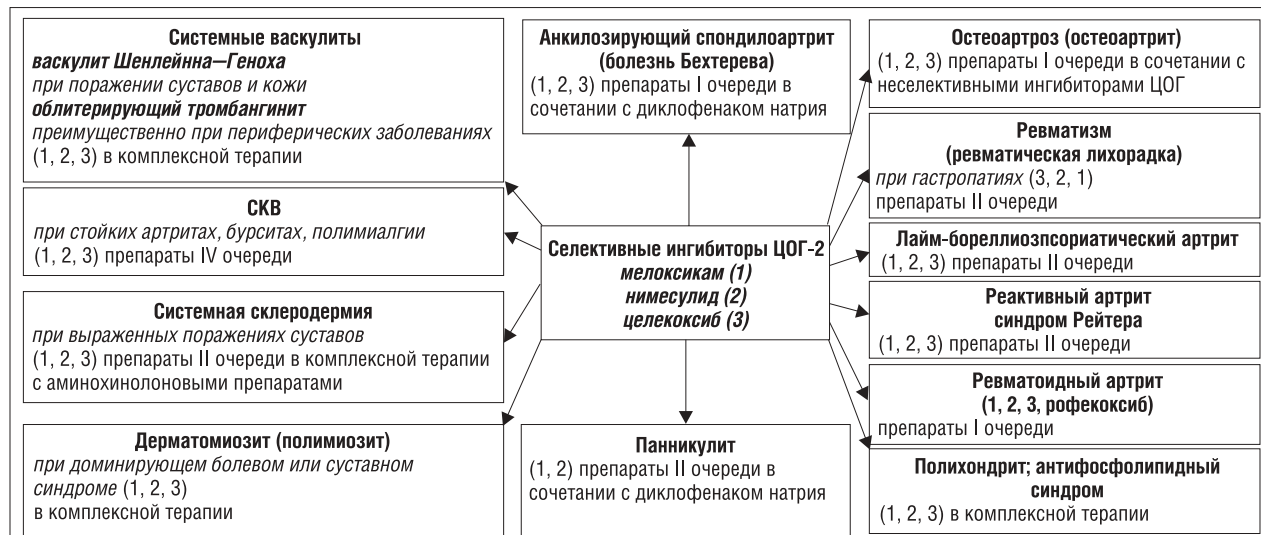 Системные васкулиты
васкулит Шенлейнна—Геноха
при поражении суставов и кожи
облитерирующий тромбангинит
преимущественно при периферических заболеваниях
(1, 2, 3) в комплексной терапии
СКВ
при стойких артритах, бурситах, полимиалгии
(1, 2, 3) препараты IV очереди
Системная склеродермия
при выраженных поражениях суставов
(1, 2, 3) препараты II очереди в комплексной терапии
с аминохинолоновыми препаратами
Дерматомиозит (полимиозит)
при доминирующем болевом или суставном
синдроме (1, 2, 3)
в комплексной терапии
Анкилозирующий спондилоартрит
(болезнь Бехтерева)
(1, 2, 3) препараты I очереди в
сочетании с диклофенаком натрия
Селективные ингибиторы ЦОГ-2
мелоксикам (1)
нимесулид (2)
целекоксиб (3)
Панникулит
(1, 2) препараты II очереди в
сочетании с диклофенаком натрия
Остеоартроз (остеоартрит)
(1, 2, 3) препараты I очереди в сочетании с
неселективными ингибиторами ЦОГ
Ревматизм
(ревматическая лихорадка)
при гастропатиях (3, 2, 1)
препараты II очереди
Лайм-бореллиозпсориатический артрит
(1, 2, 3) препараты II очереди
Реактивный артрит
синдром Рейтера
(1, 2, 3) препараты II очереди
Ревматоидный артрит
(1, 2, 3, рофекоксиб)
препараты I очереди
Полихондрит; антифосфолипидный
синдром
(1, 2, 3) в комплексной терапии